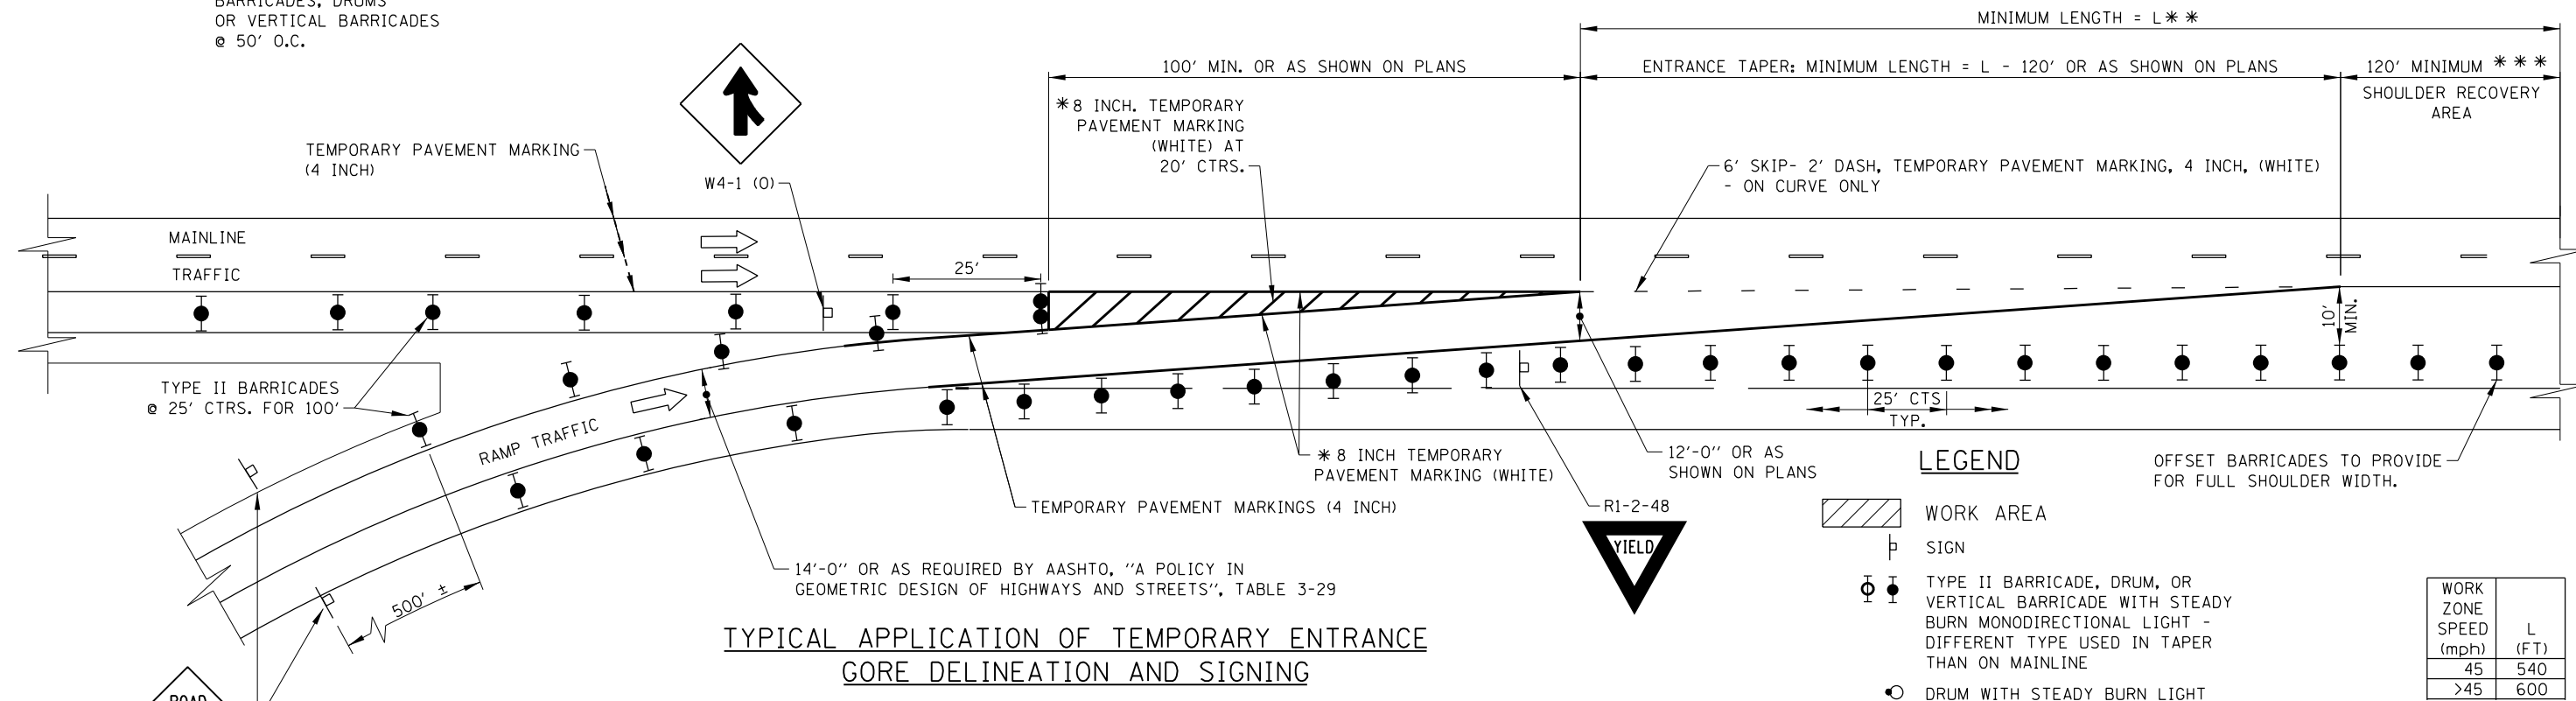 BARRICADES, DRUMS
OR VERTICAL BARRICADES
@ 50' O.C.
MINIMUM LENGTH = L**
100' MIN. OR AS SHOWN ON PLANS
ENTRANCE TAPER: MINIMUM LENGTH = L - 120' OR AS SHOWN ON PLANS
120' MINIMUM ***
SHOULDER RECOVERY
AREA
*8 INCH. TEMPORARY
PAVEMENT MARKING
(WHITE) AT
20' CTRS.
TEMPORARY PAVEMENT MARKING
(4 INCH)
W4-1 (O)
6' SKIP- 2' DASH, TEMPORARY PAVEMENT MARKING, 4 INCH, (WHITE)
- ON CURVE ONLY
MAINLINE
TRAFFIC
25'
10'
MIN.
TYPE II BARRICADES
@ 25' CTRS. FOR 100'
RAMP TRAFFIC
25' CTS
TYP.
*8 INCH TEMPORARY
PAVEMENT MARKING (WHITE)
12'-0" OR AS
SHOWN ON PLANS
OFFSET BARRICADES TO PROVIDE
FOR FULL SHOULDER WIDTH.
TEMPORARY PAVEMENT MARKINGS (4 INCH)
R1-2-48
YIELD
14'-0" OR AS REQUIRED BY AASHTO, "A POLICY IN
GEOMETRIC DESIGN OF HIGHWAYS AND STREETS", TABLE 3-29
500' ±
TYPICAL APPLICATION OF TEMPORARY ENTRANCE
GORE DELINEATION AND SIGNING
ROAD
LEGEND
WORK AREA
SIGN
TYPE II BARRICADE, DRUM, OR
VERTICAL BARRICADE WITH STEADY
BURN MONODIRECTIONAL LIGHT -
DIFFERENT TYPE USED IN TAPER
THAN ON MAINLINE
DRUM WITH STEADY BURN LIGHT
WORK
ZONE
SPEED L
(mph) (FT)
45 540
>45 600